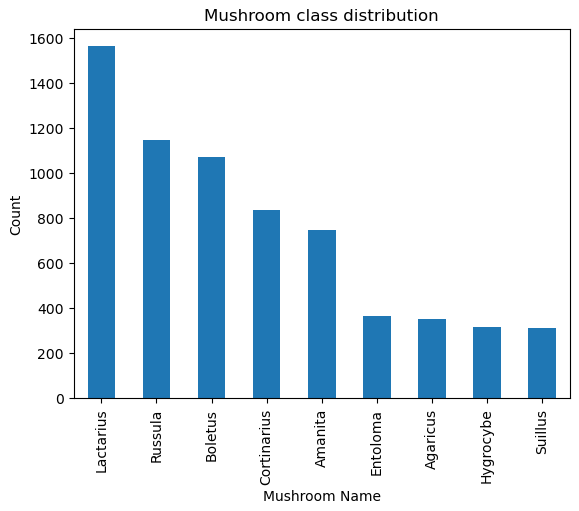 Mushroom class distribution
1600
1400
1200
1000
800
600
400
200
0
Count
Lactarius
Russula
Boletus
Cortinarius
Amanita
Entoloma
Agaricus
Hygrocybe
Suillus
Mushroom Name